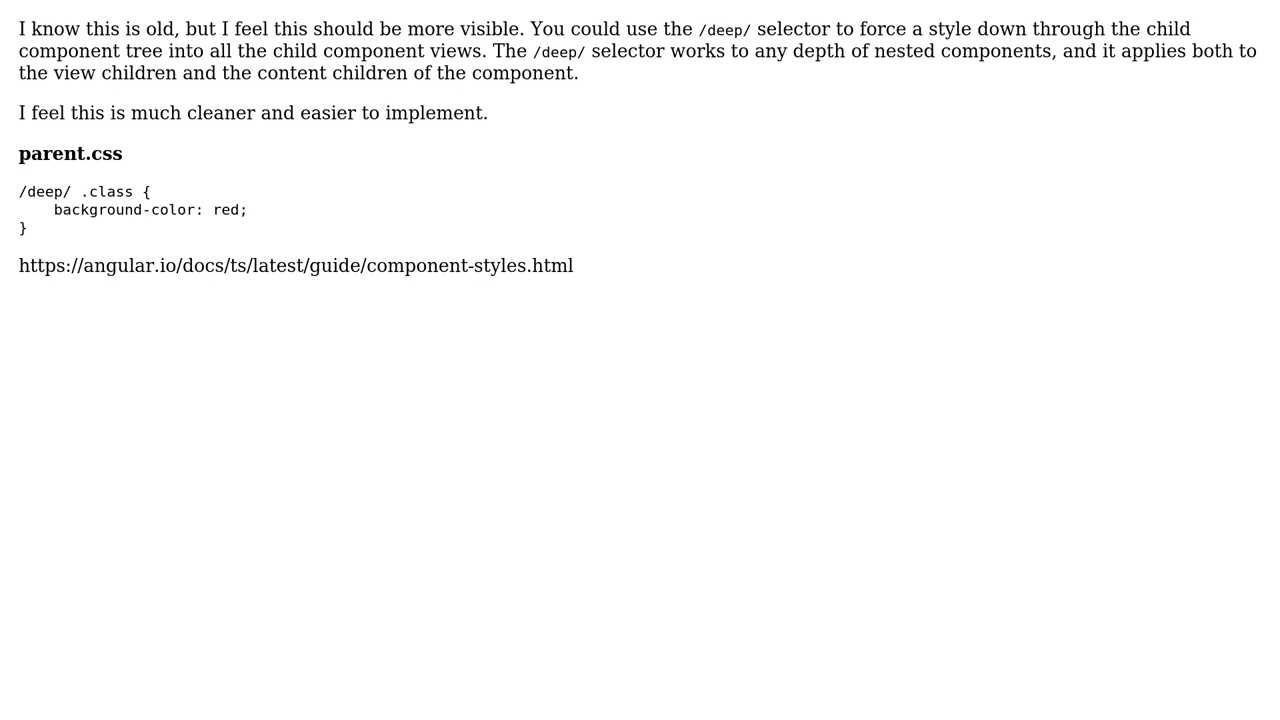 I know this is old, but I feel this should be more visible. You could use the /deep/ selector to force a style down through the child
component tree into all the child component views. The /deep/ selector works to any depth of nested components, and it applies both to
the view children and the content children of the component.
I feel this is much cleaner and easier to implement.
parent.css
/deep/ .class {
    background-color: red;
}
https://angular.io/docs/ts/latest/guide/component-styles.html